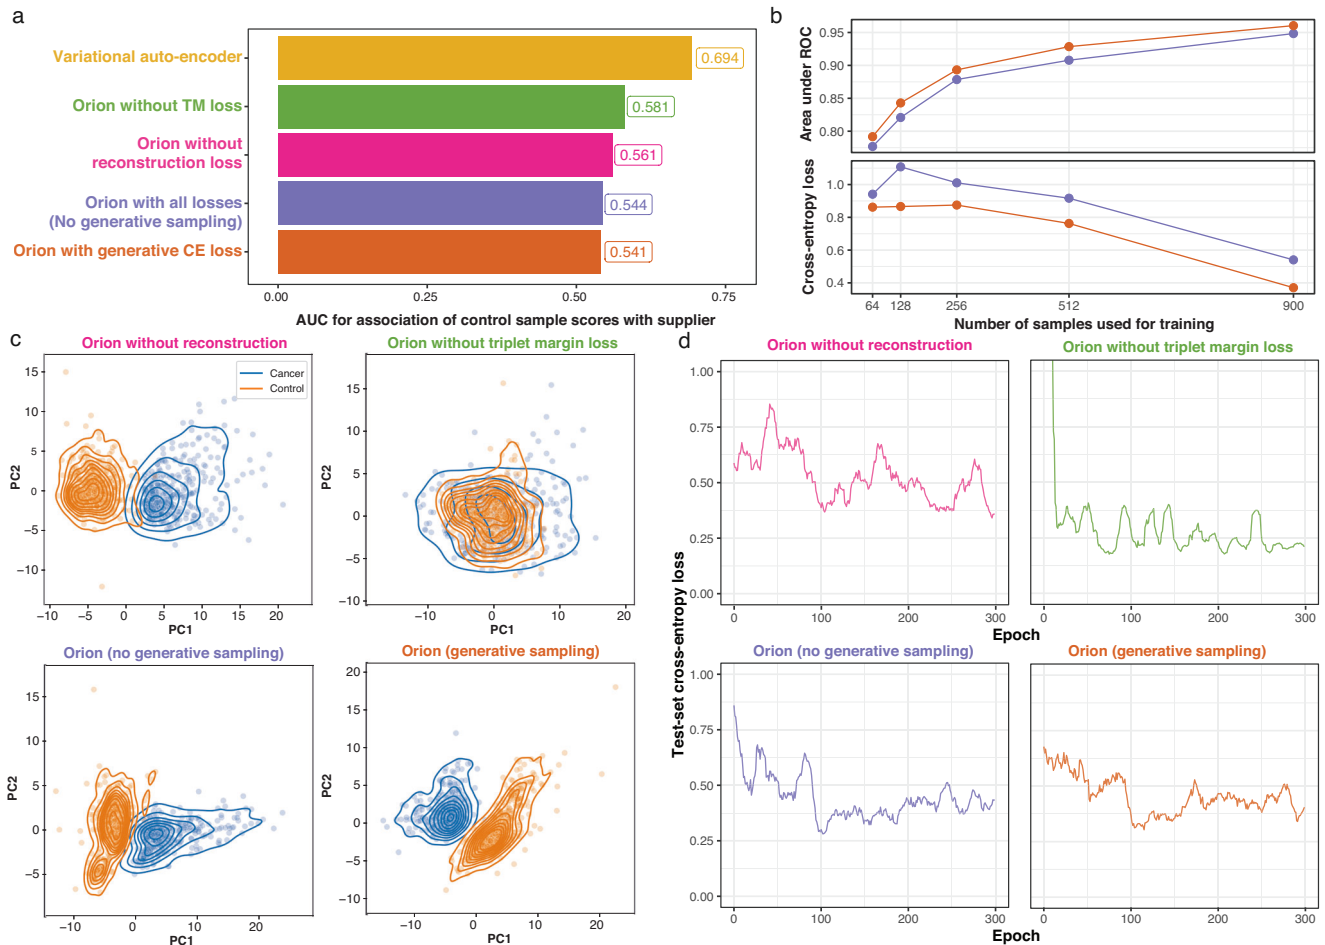 a
Variational auto-encoder
0.694
Orion without TM loss
0.581
Orion without
reconstruction loss
0.561
Orion with all losses
(No generative sampling)
0.544
Orion with generative CE loss
0.541
0.00 0.25 0.50 0.75
AUC for association of control sample scores with supplier
b
Area under ROC
0.95
0.90
0.85
0.80
Cross-entropy loss
1.0
0.8
0.6
0.4
64 128 256 512 900
Number of samples used for training
c
Orion without reconstruction
Cancer
Control
PC2
15
10
5
0
−5
−10
−10 −5 0 5 10 15 20
PC1
Orion without triplet margin loss
PC2
15
10
5
0
−5
−10
−10 0 10 20
PC1
Orion (no generative sampling)
PC2
15
10
5
0
−5
−10 0 10 20
PC1
Orion (generative sampling)
PC2
20
15
10
5
0
−5
−10
−10 0 10 20
PC1
d
Test-set cross-entropy loss
Orion without reconstruction
1.00
0.75
0.50
0.25
0.00
0 100 200 300
Orion without triplet margin loss
0 100 200 300
Epoch
Orion (no generative sampling)
1.00
0.75
0.50
0.25
0.00
0 100 200 300
Orion (generative sampling)
0 100 200 300
Epoch